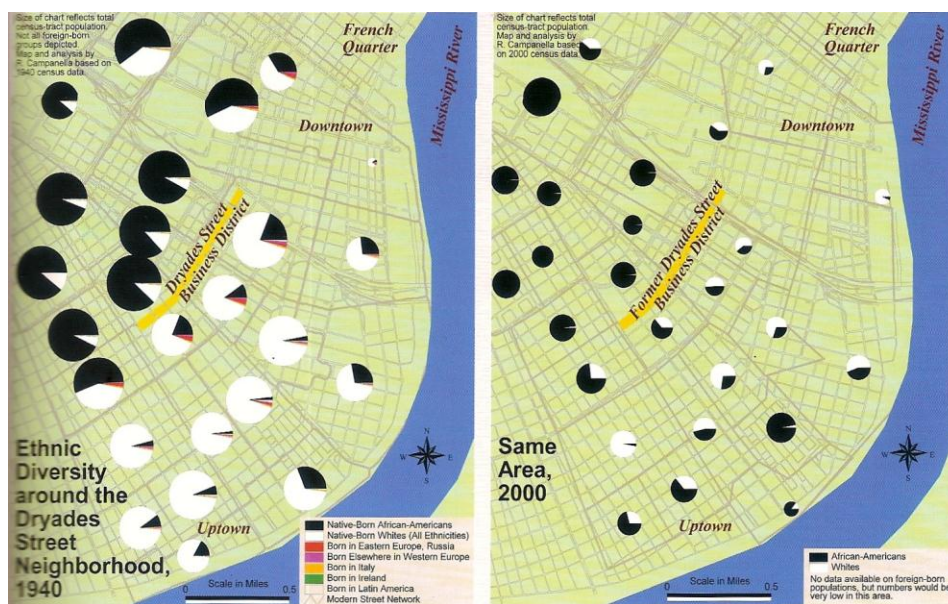 Size of chart reflects total
census-tract population.
Not all foreign-born
groups depicted.
Map and analysis by
R. Campanella based on
1940 census data.
French
Quarter
Mississippi River
Downtown
Dryades Street
Business District
Ethnic
Diversity
around the
Dryades
Street
Neighborhood,
1940
Uptown
N
W E
S
Native-Born African-Americans
Native-Born Whites (All Ethnicities)
Born in Eastern Europe, Russia
Born Elsewhere in Western Europe
Born in Italy
Born in Ireland
Born in Latin America
Modern Street Network
Scale in Miles
0 0.5
Size of chart reflects total
census-tract population.
Map and analysis by
R. Campanella based
on 2000 census data.
French
Quarter
Mississippi River
Downtown
Former Dryades Street
Business District
Same
Area,
2000
Uptown
N
W E
S
African-Americans
Whites
No data available on foreign-born
populations, but numbers would be
very low in this area.
Scale in Miles
0 0.5